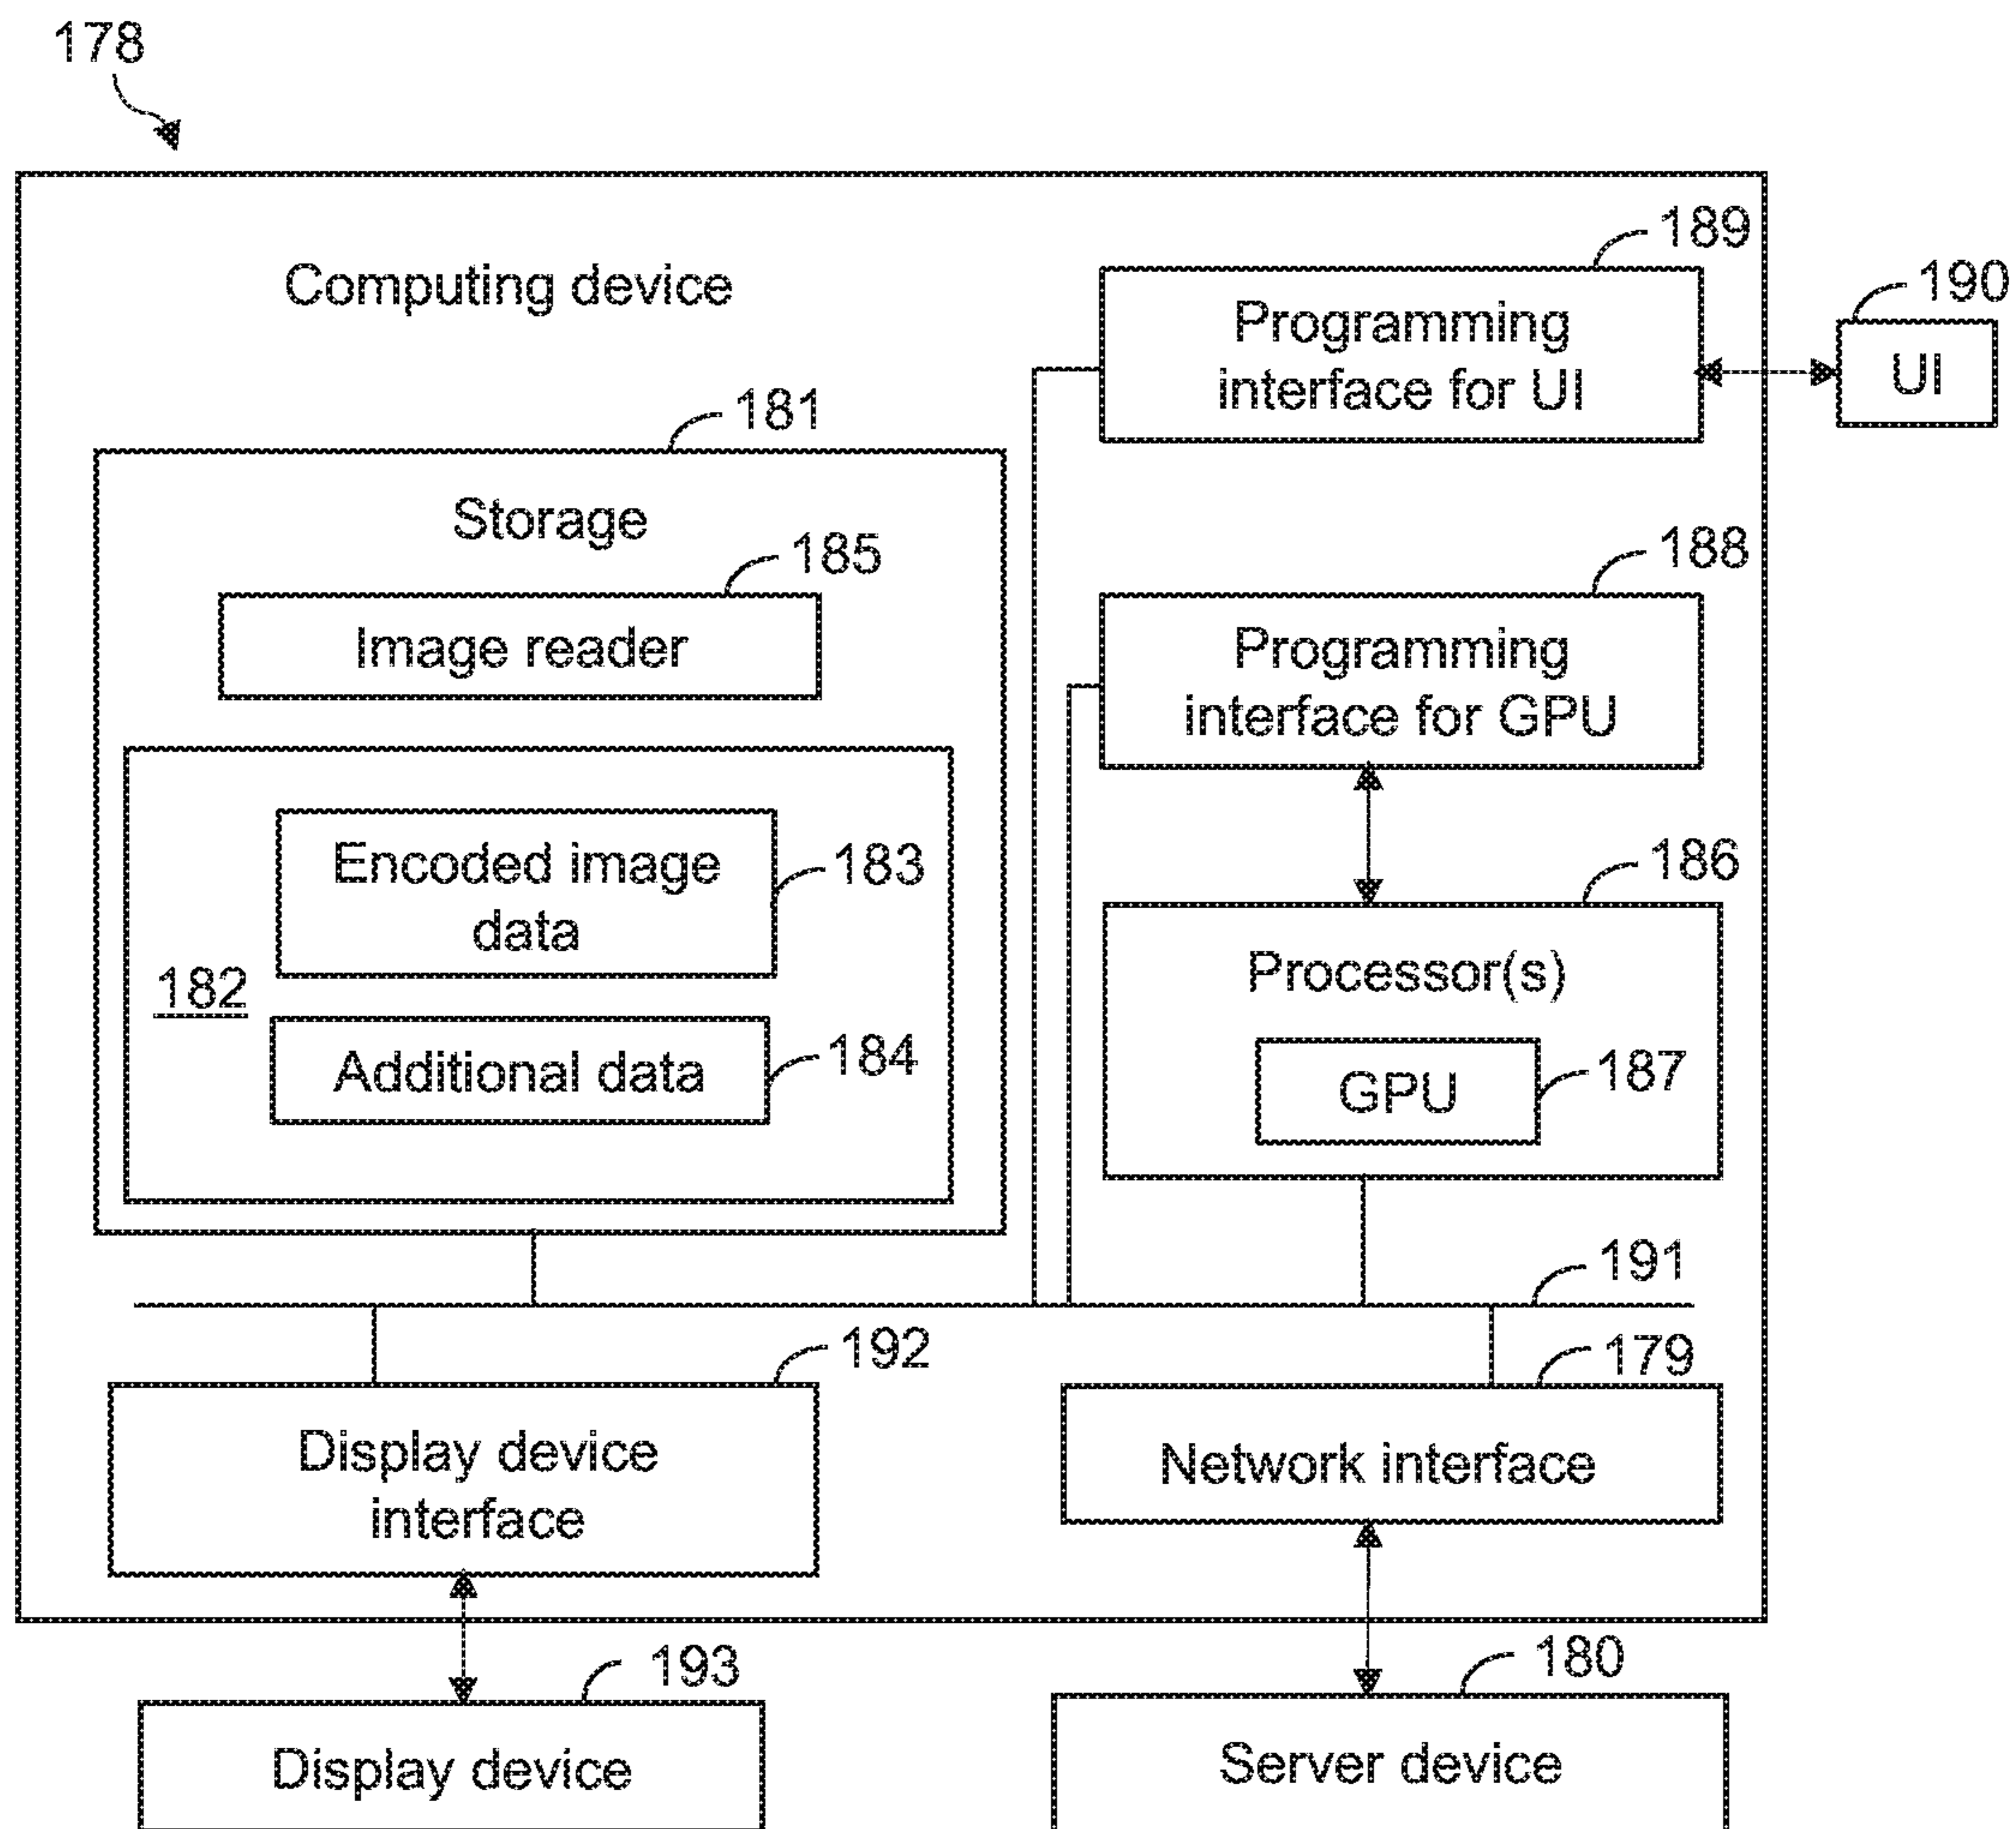 178
Computing device
189
Programming
interface for UI
190
UI
181
Storage
185
Image reader
188
Programming
interface for GPU
Encoded image
data
183
182
Additional data
184
186
Processor(s)
GPU
187
191
192
Display device
interface
179
Network interface
193
Display device
180
Server device